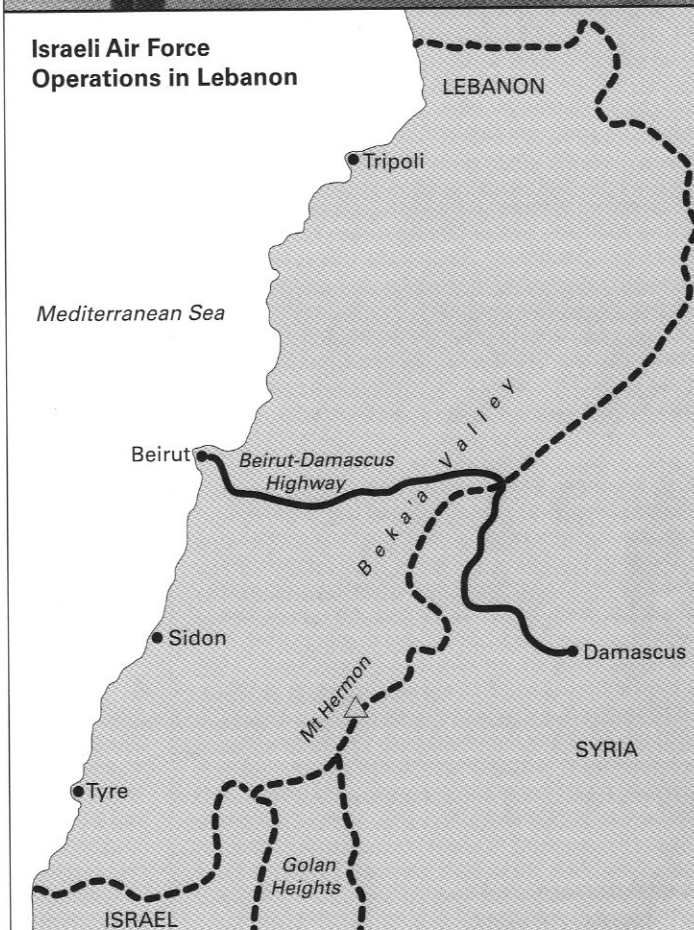 Israeli Air Force
Operations in Lebanon
LEBANON
Tripoli
Mediterranean Sea
Beirut
Beirut-Damascus
Highway
Beka'a Valley
Sidon
Damascus
Mt Hermon
SYRIA
Tyre
Golan
Heights
ISRAEL